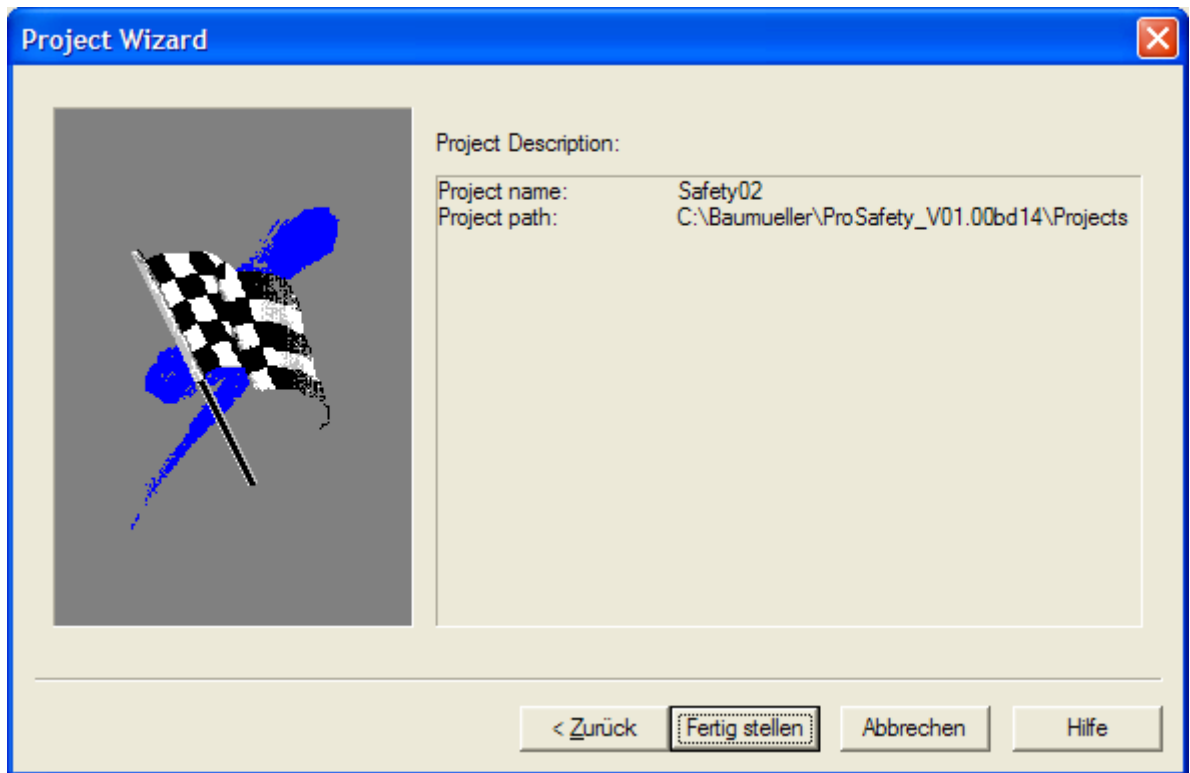 Project Wizard
Project Description:
Project name: Safety02
Project path: C:\Baumueller\ProSafety_V01.00bd14\Projects
< Zurück Fertig stellen Abbrechen Hilfe